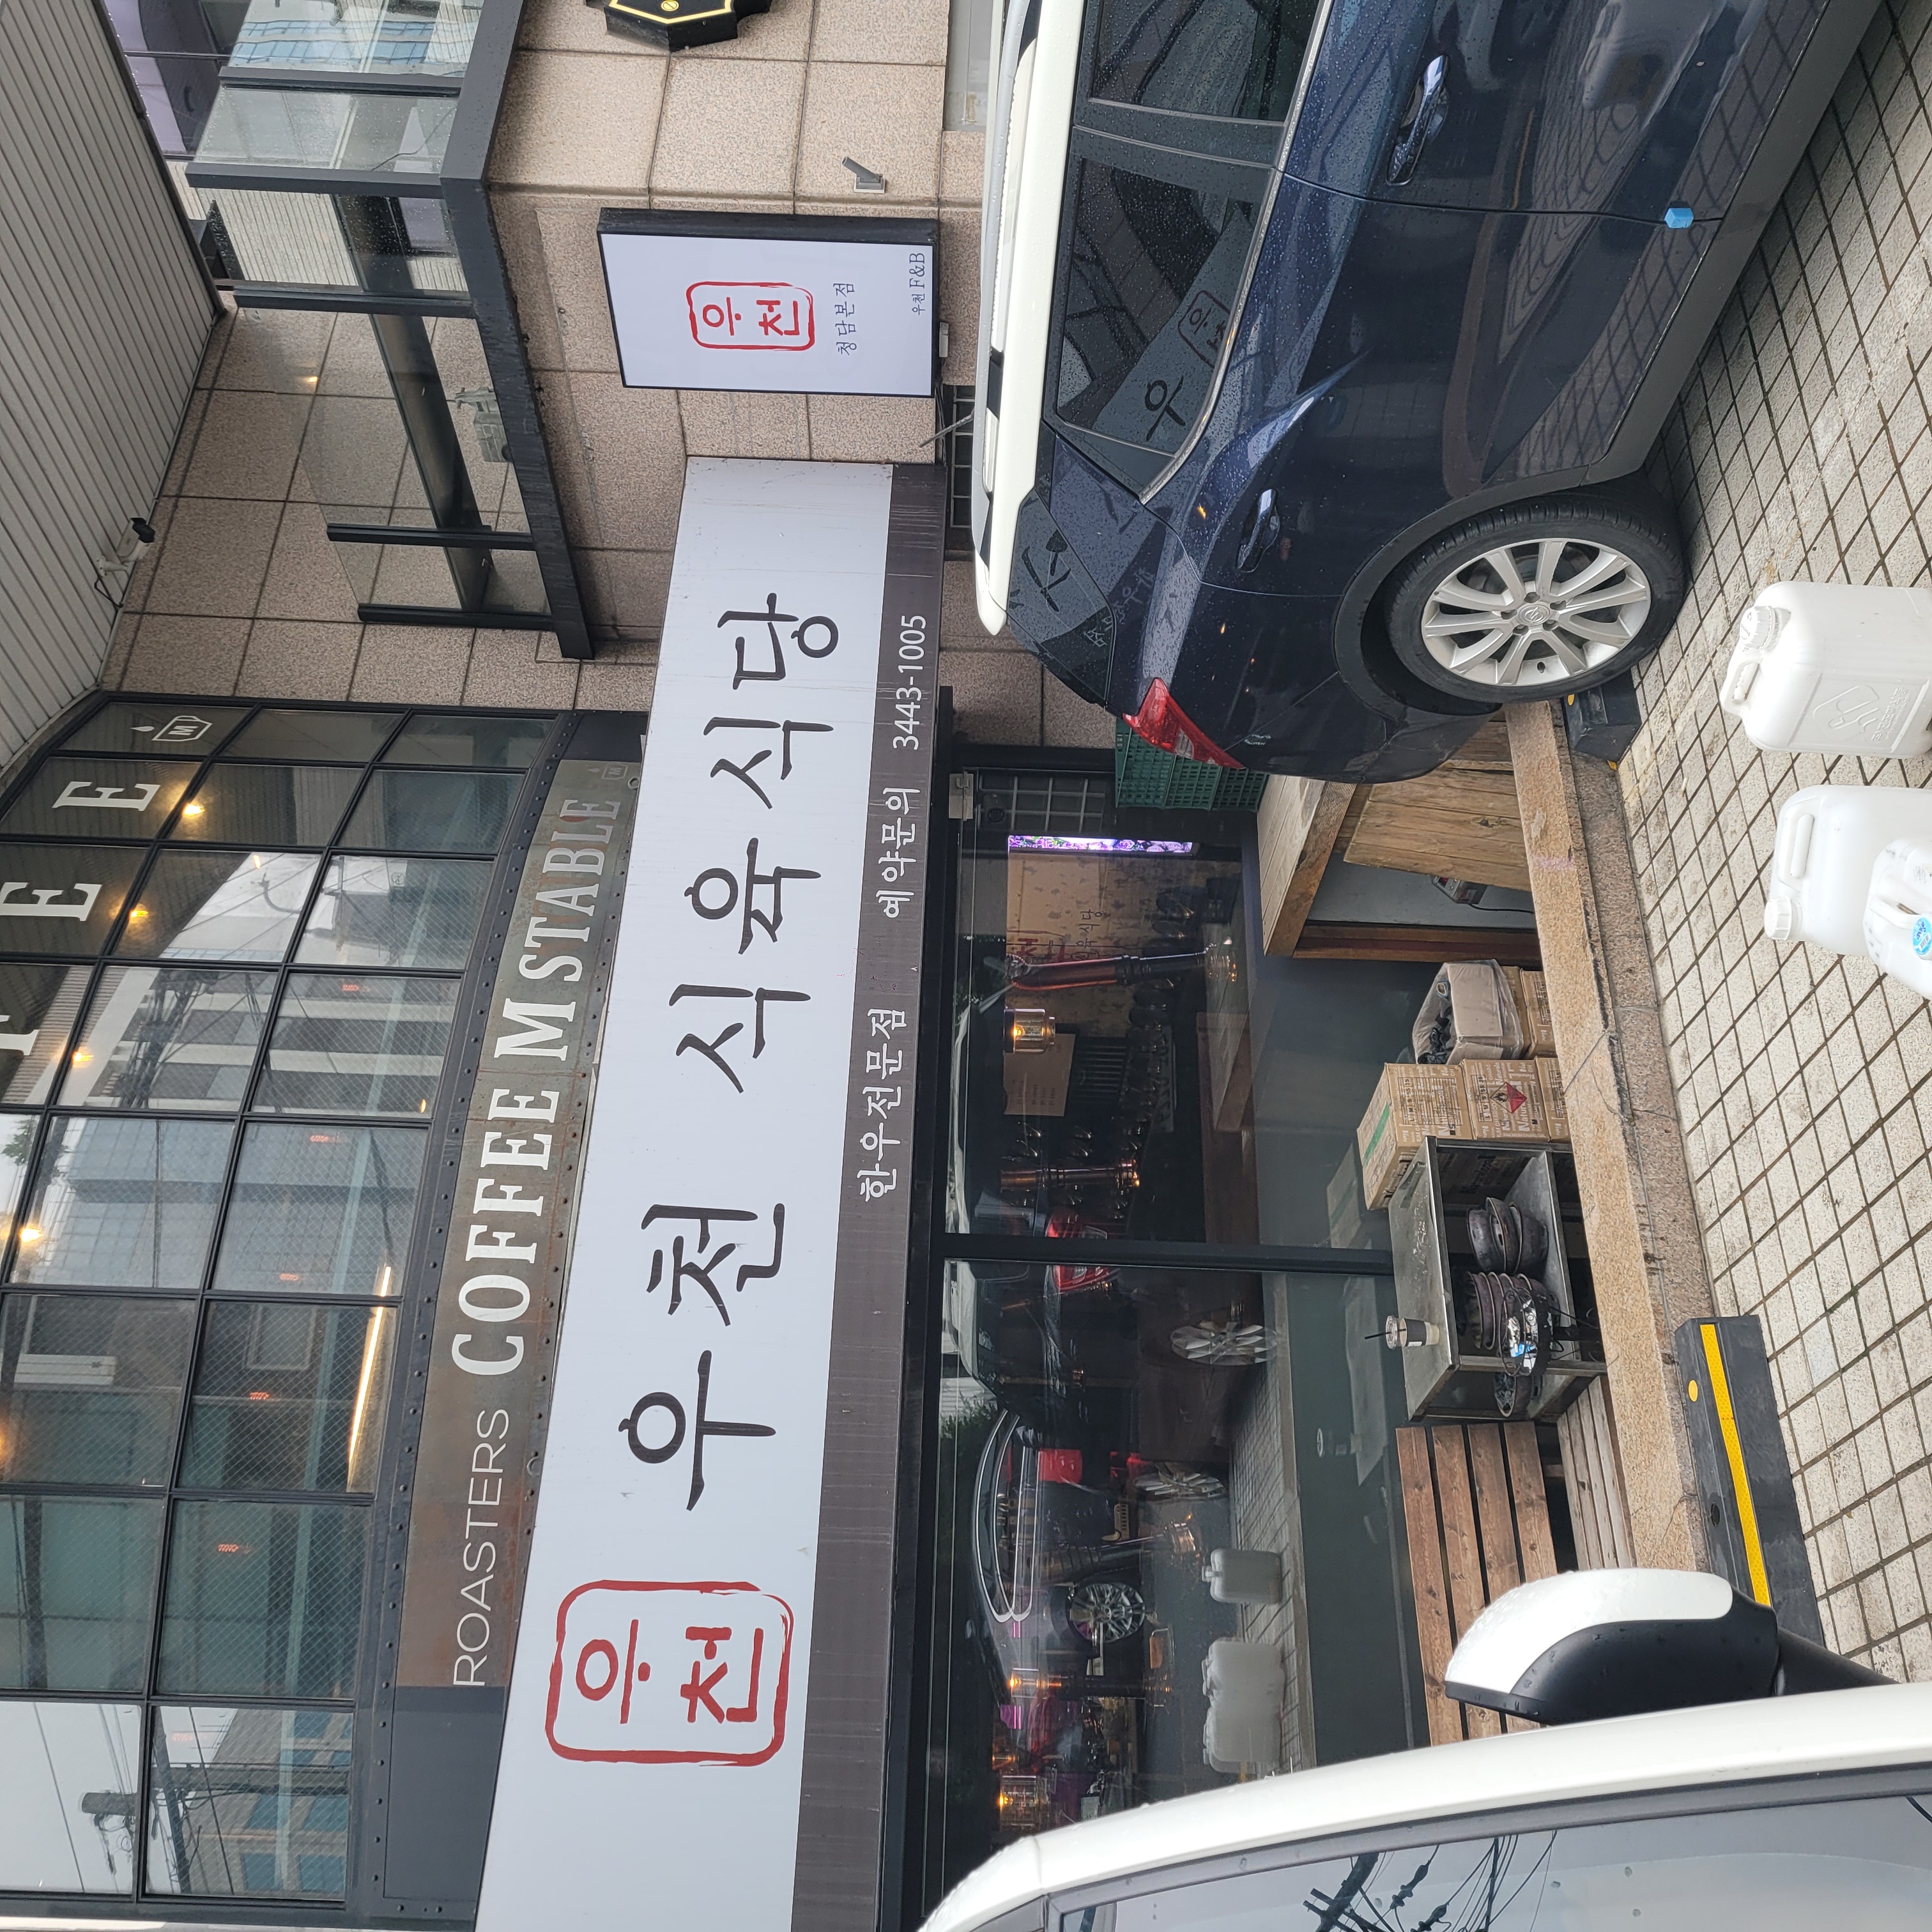 ROASTERS COFFEE M STABLE
우천
우천 식육식당
한우전문점 예약문의 3443-1005
우천
청담본점
우천 F&B